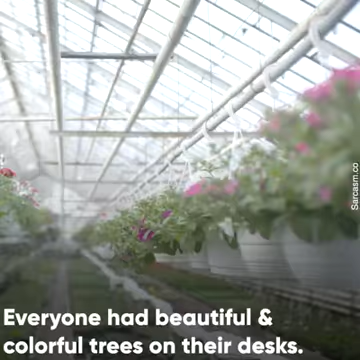 Everyone had beautiful &
colorful trees on their desks.
Sarcasm.co